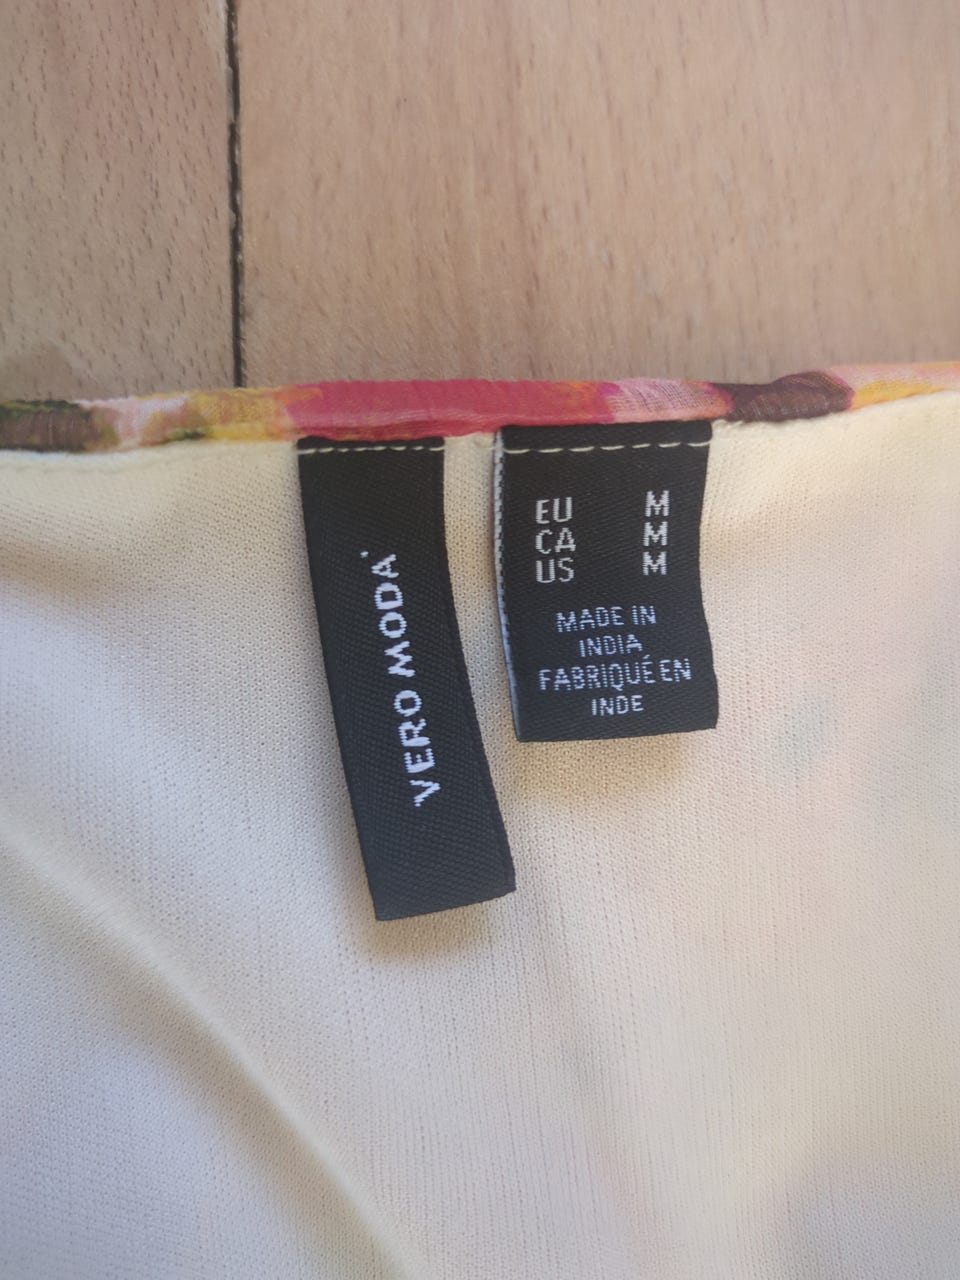 VERO MODA
EU M
CA M
US M
MADE IN
INDIA
FABRIQUÉ EN
INDE